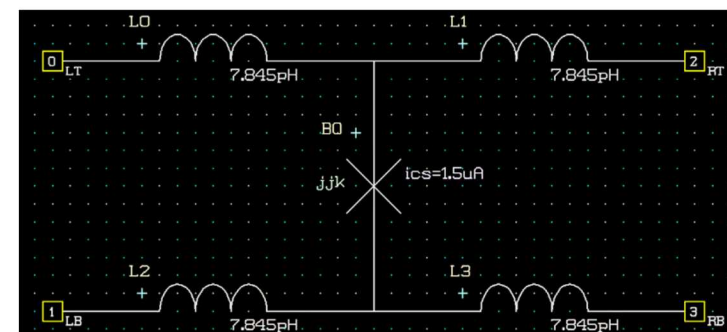 L0 L1
0 LT 7.845pH 7.845pH 2 RT
B0
jjk ics=1.5uA
L2 L3
1 LB 7.845pH 7.845pH 3 RB